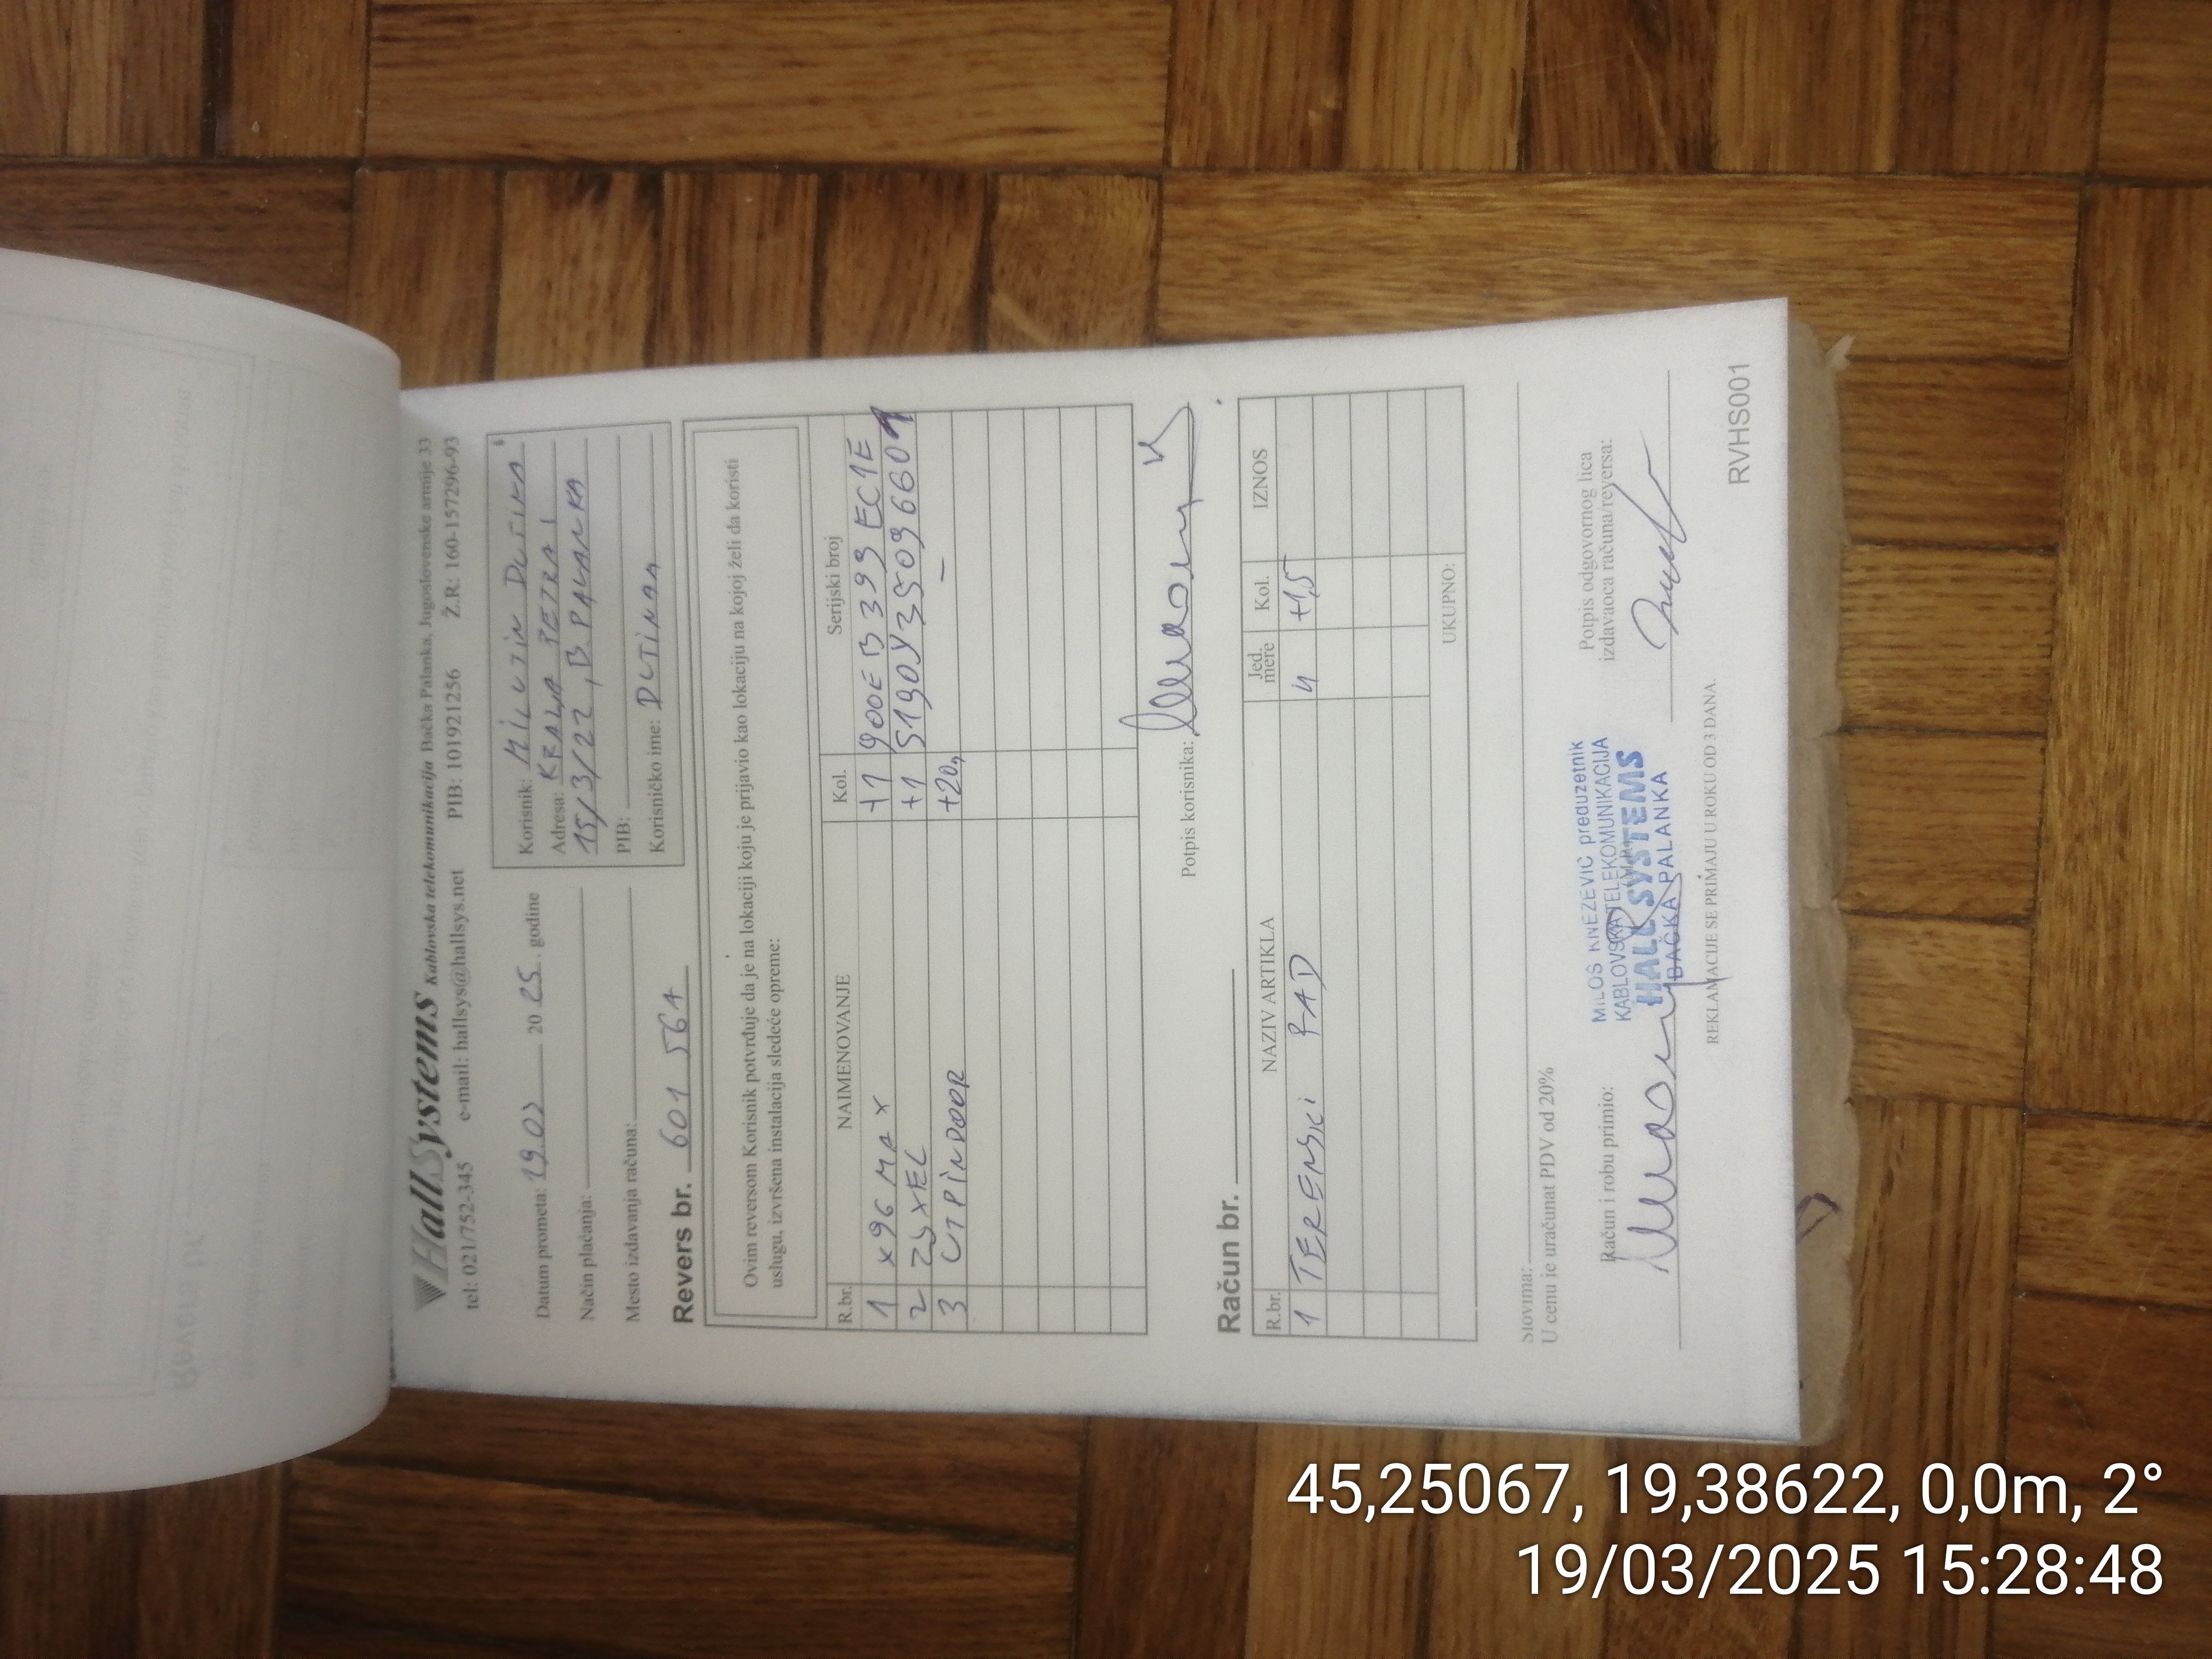 HallSystems Kablovska telekomunikacija Bačka Palanka, Jugoslovenske armije 33
tel: 021/752-345 e-mail: hallsys@hallsys.net PIB: 101921256 Ž.R: 160-157296-93
Datum prometa: 19.03 2025. godine
Način plaćanja:
Mesto izdavanja računa:
Korisnik: MILUTIN DUTINA
Adresa: KRALJA PETRA I
15/3/22, B PALANKA
PIB:
Korisničko ime: DUTINAM
Revers br. 601 564
Ovim reversom Korisnik potvrđuje da je na lokaciji koju je prijavio kao lokaciju na kojoj želi da koristi
uslugu, izvršena instalacija sledeće opreme:
R.br. NAIMENOVANJE Kol. Serijski broj
1 X96 MAX +1 900EB399EC1E
2 ZYXEL +1 S190Y35096601
3 UTP INDOOR +20m
Potpis korisnika:
Račun br.
R.br. NAZIV ARTIKLA Jed. mere Kol. IZNOS
1 TERENSKI RAD h +1,5
UKUPNO:
Slovima:
U cenu je uračunat PDV od 20%
Račun i robu primio:
MILOŠ KNEŽEVIĆ preduzetnik
KABLOVSKA TELEKOMUNIKACIJA
HALL SYSTEMS
BAČKA PALANKA
Potpis odgovornog lica
izdavaoca računa/reversa:
REKLAMACIJE SE PRIMAJU U ROKU OD 3 DANA.
RVHS001
45,25067, 19,38622, 0,0m, 2°
19/03/2025 15:28:48